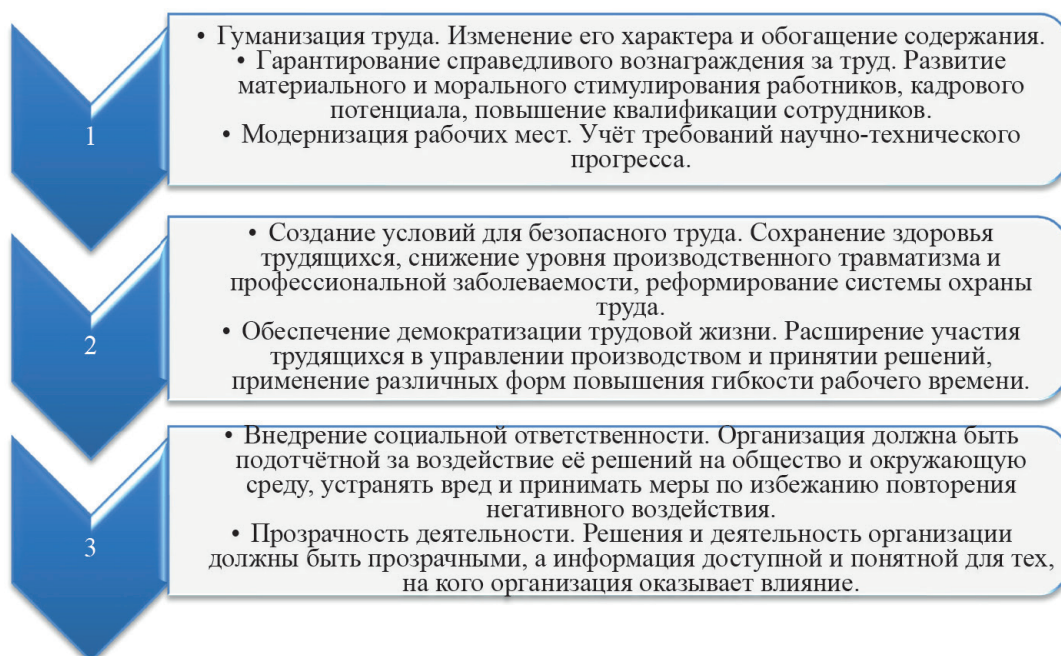 1
• Гуманизация труда. Изменение его характера и обогащение содержания.
• Гарантирование справедливого вознаграждения за труд. Развитие
материального и морального стимулирования работников, кадрового
потенциала, повышение квалификации сотрудников.
• Модернизация рабочих мест. Учёт требований научно-технического
прогресса.
2
• Создание условий для безопасного труда. Сохранение здоровья
трудящихся, снижение уровня производственного травматизма и
профессиональной заболеваемости, реформирование системы охраны
труда.
• Обеспечение демократизации трудовой жизни. Расширение участия
трудящихся в управлении производством и принятии решений,
применение различных форм повышения гибкости рабочего времени.
3
• Внедрение социальной ответственности. Организация должна быть
подотчётной за воздействие её решений на общество и окружающую
среду, устранять вред и принимать меры по избежанию повторения
негативного воздействия.
• Прозрачность деятельности. Решения и деятельность организации
должны быть прозрачными, а информация доступной и понятной для тех,
на кого организация оказывает влияние.